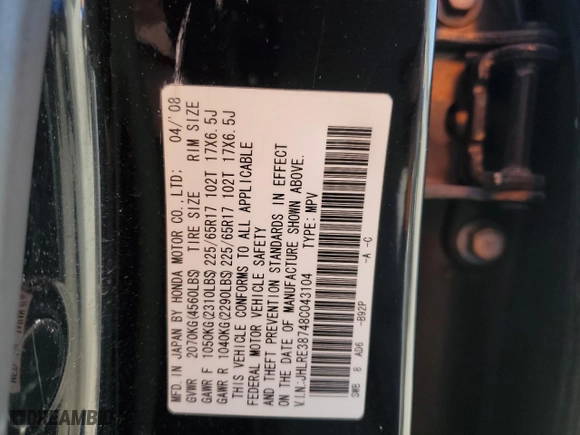 MFD. IN JAPAN BY HONDA MOTOR CO., LTD: 04/'08
GVWR 2070KG(4560LBS) TIRE SIZE RIM SIZE
GAWR F 1050KG(2310LBS) 225/65R17 102T 17X6.5J
GAWR R 1040KG(2290LBS) 225/65R17 102T 17X6.5J
THIS VEHICLE CONFORMS TO ALL APPLICABLE
FEDERAL MOTOR VEHICLE SAFETY
AND THEFT PREVENTION STANDARDS IN EFFECT
ON THE DATE OF MANUFACTURE SHOWN ABOVE.
V.I.N:JHLRE38748C043104 TYPE: MPV
SWB 8 AD6 -B92P -A -C
DREAMBID